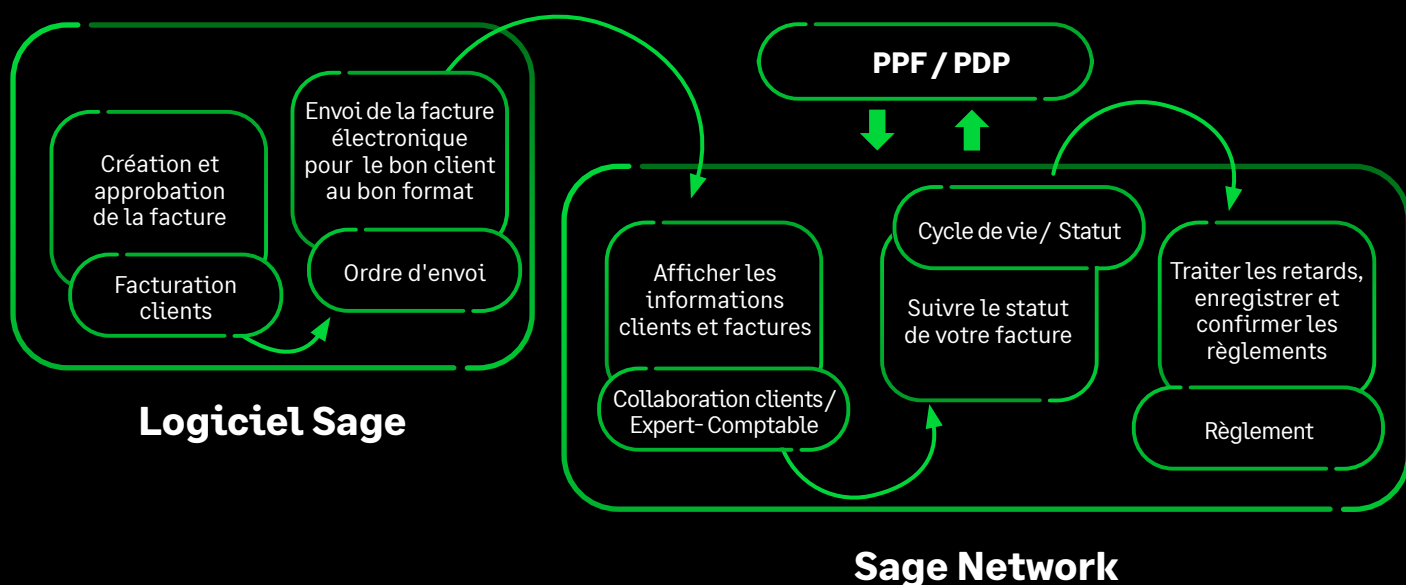 Création et
approbation
de la facture
Facturation
clients
Envoi de la facture
électronique
pour le bon client
au bon format
Ordre d'envoi
Logiciel Sage
PPF / PDP
Afficher les
informations
clients et factures
Collaboration clients /
Expert-Comptable
Cycle de vie / Statut
Suivre le statut
de votre facture
Traiter les retards,
enregistrer et
confirmer les
règlements
Règlement
Sage Network